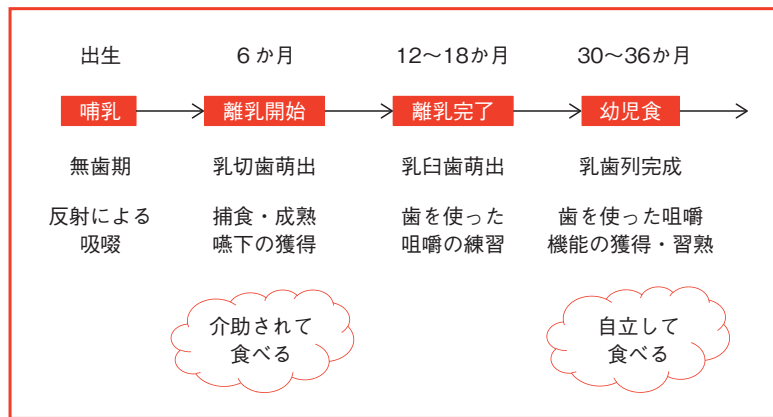 出生
6か月
12〜18か月
30〜36か月
哺乳
離乳開始
離乳完了
幼児食
無歯期
乳切歯萌出
乳臼歯萌出
乳歯列完成
反射による
吸啜
捕食・成熟
嚥下の獲得
歯を使った
咀嚼の練習
歯を使った咀嚼
機能の獲得・習熟
介助されて
食べる
自立して
食べる